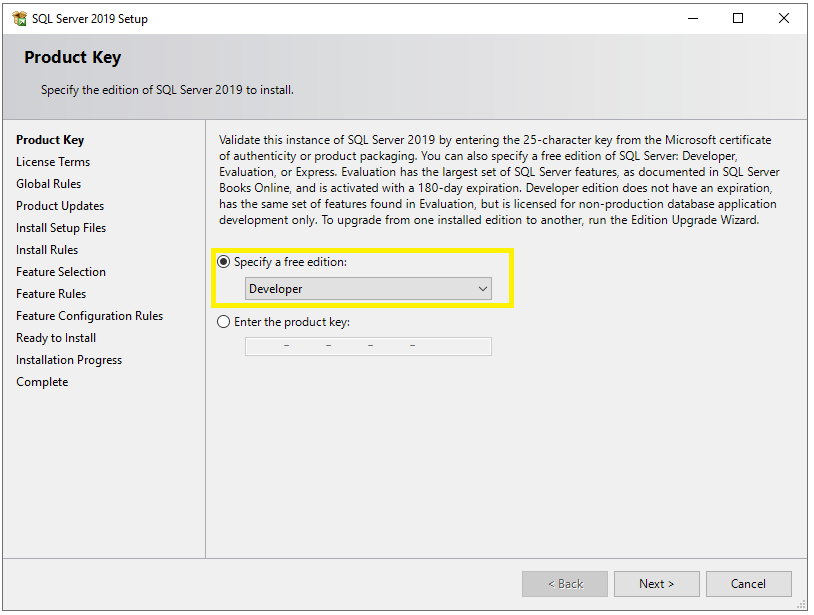 SQL Server 2019 Setup
Product Key
Specify the edition of SQL Server 2019 to install.
Product Key
License Terms
Global Rules
Product Updates
Install Setup Files
Install Rules
Feature Selection
Feature Rules
Feature Configuration Rules
Ready to Install
Installation Progress
Complete
Validate this instance of SQL Server 2019 by entering the 25-character key from the Microsoft certificate
of authenticity or product packaging. You can also specify a free edition of SQL Server: Developer,
Evaluation, or Express. Evaluation has the largest set of SQL Server features, as documented in SQL Server
Books Online, and is activated with a 180-day expiration. Developer edition does not have an expiration,
has the same set of features found in Evaluation, but is licensed for non-production database application
development only. To upgrade from one installed edition to another, run the Edition Upgrade Wizard.
Specify a free edition:
Developer
Enter the product key:
- - - -
< Back
Next >
Cancel